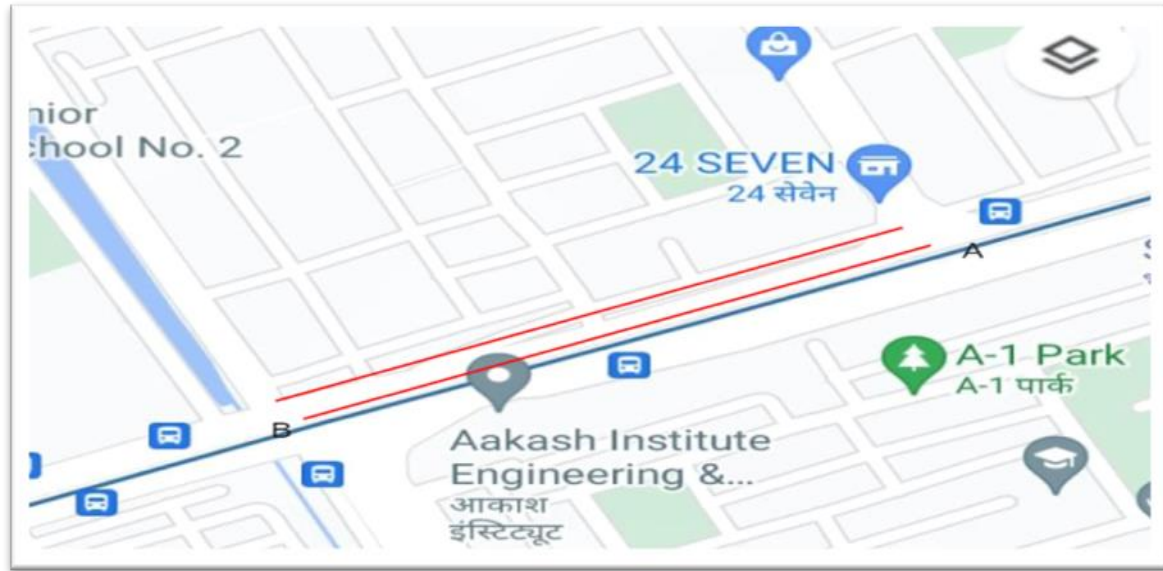 nior
chool No. 2
24 SEVEN
24 सेवेन
A
A-1 Park
A-1 पार्क
B
Aakash Institute
Engineering &...
आकाश
इंस्टिट्यूट